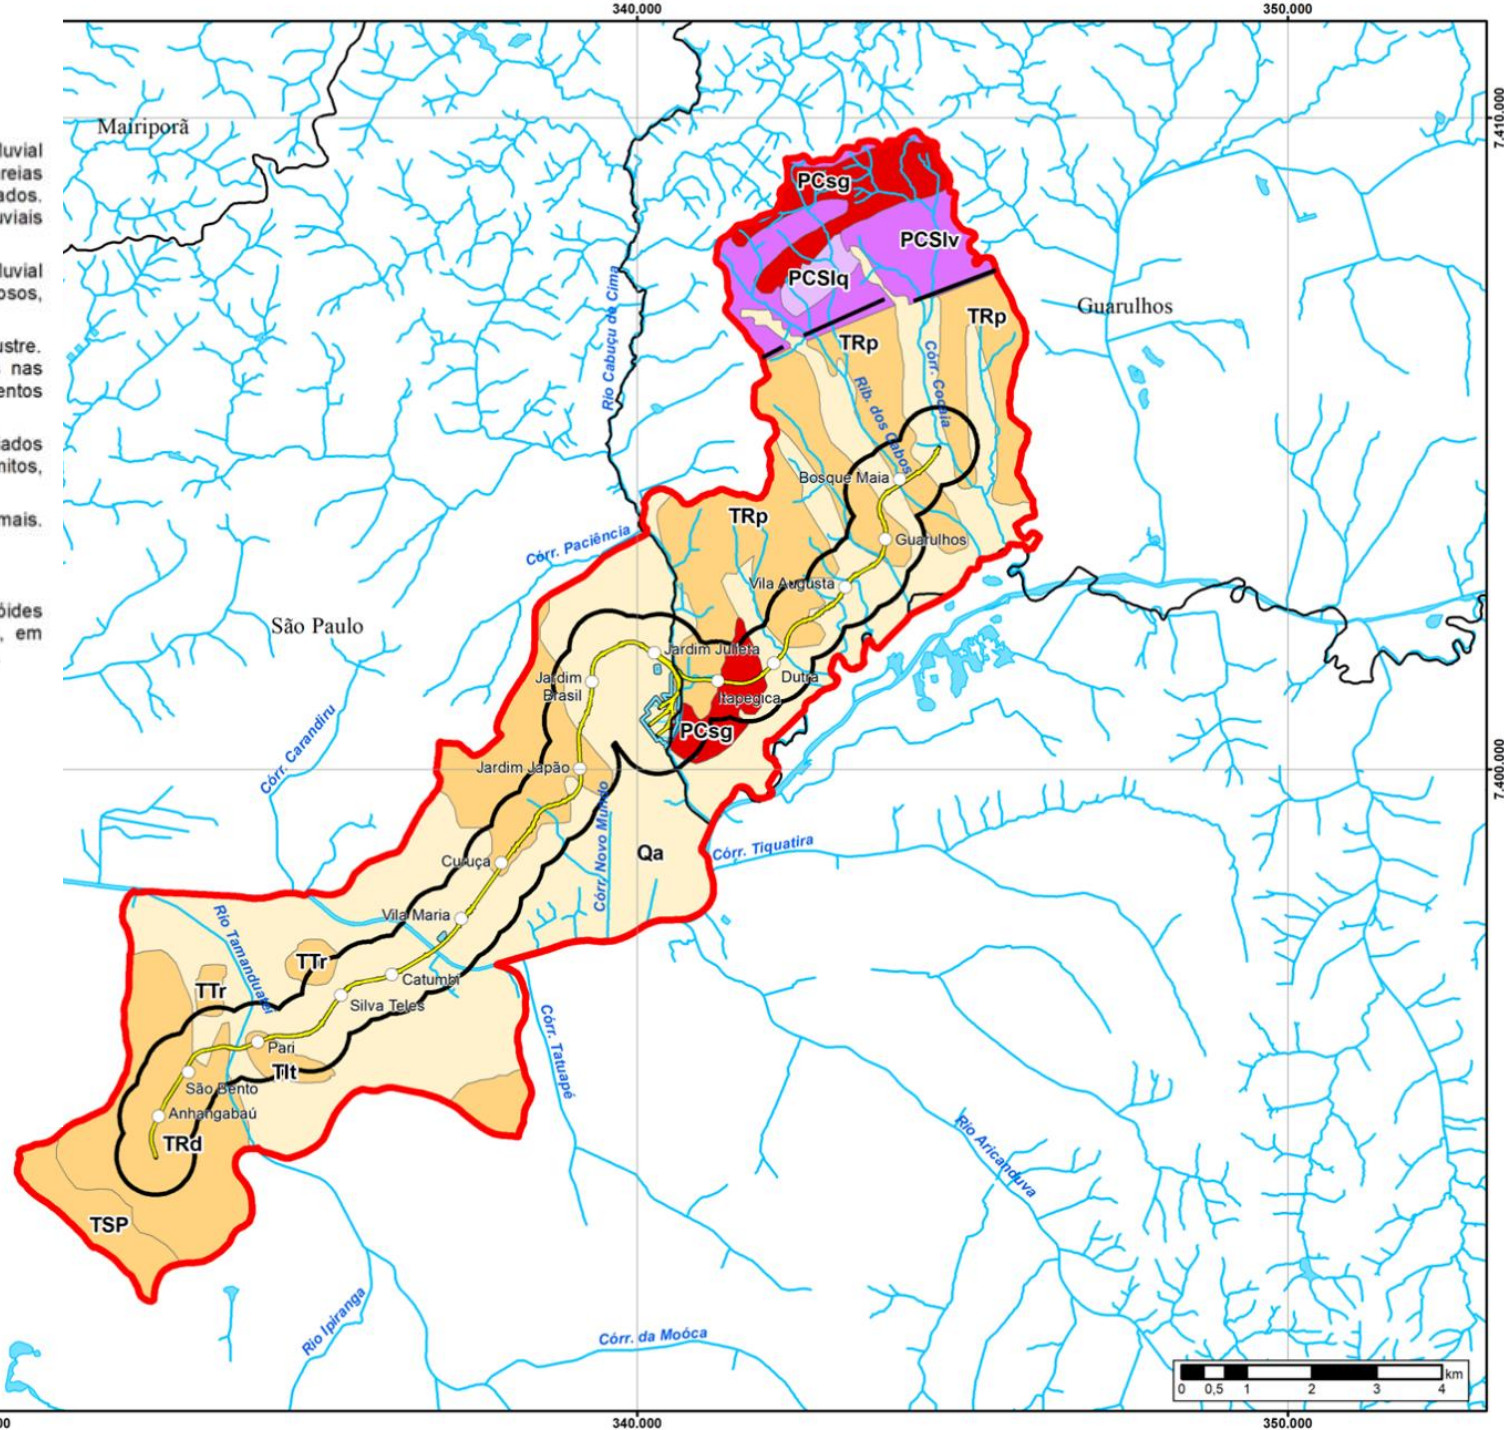 340.000
350.000
7.410.000
Mairiporã
PCsg
PCSlv
PCSlq
Rio Cabuçu de Cima
Guarulhos
TRp
TRp
Rib. dos Cabos
Córr. Cocaia
Bosque Maia
TRp
Córr. Paciência
Guarulhos
Vila Augusta
São Paulo
Jardim Julieta
Jardim
Brasil
Dutra
Itapegica
PCsg
Córr. Carandiru
Jardim Japão
7.400.000
Córr. Novo Mundo
Qa
Córr. Tiquatira
Curuça
Vila Maria
Rio Tamanduateí
TTr
TTr
Catumbi
Silva Teles
Pari
TIt
São Bento
Anhangabaú
TRd
Córr. Tatuapé
Rio Aricanduva
TSP
Rio Ipiranga
Córr. da Moóca
km
0 0,5 1 2 3 4
340.000
350.000